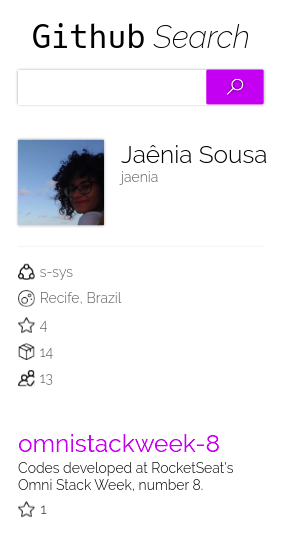 Github Search
Jaênia Sousa
jaenia
s-sys
Recife, Brazil
4
14
13
omnistackweek-8
Codes developed at RocketSeat's
Omni Stack Week, number 8.
1